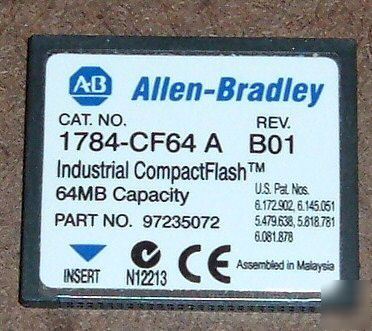 AB Allen-Bradley
CAT. NO. REV.
1784-CF64 A B01
Industrial CompactFlash™
64MB Capacity
U.S. Pat. Nos.
6.172.902, 6.145.051
5.479.638, 5.818.781
6.081.878
PART NO. 97235072
INSERT N12213 CE Assembled in Malaysia